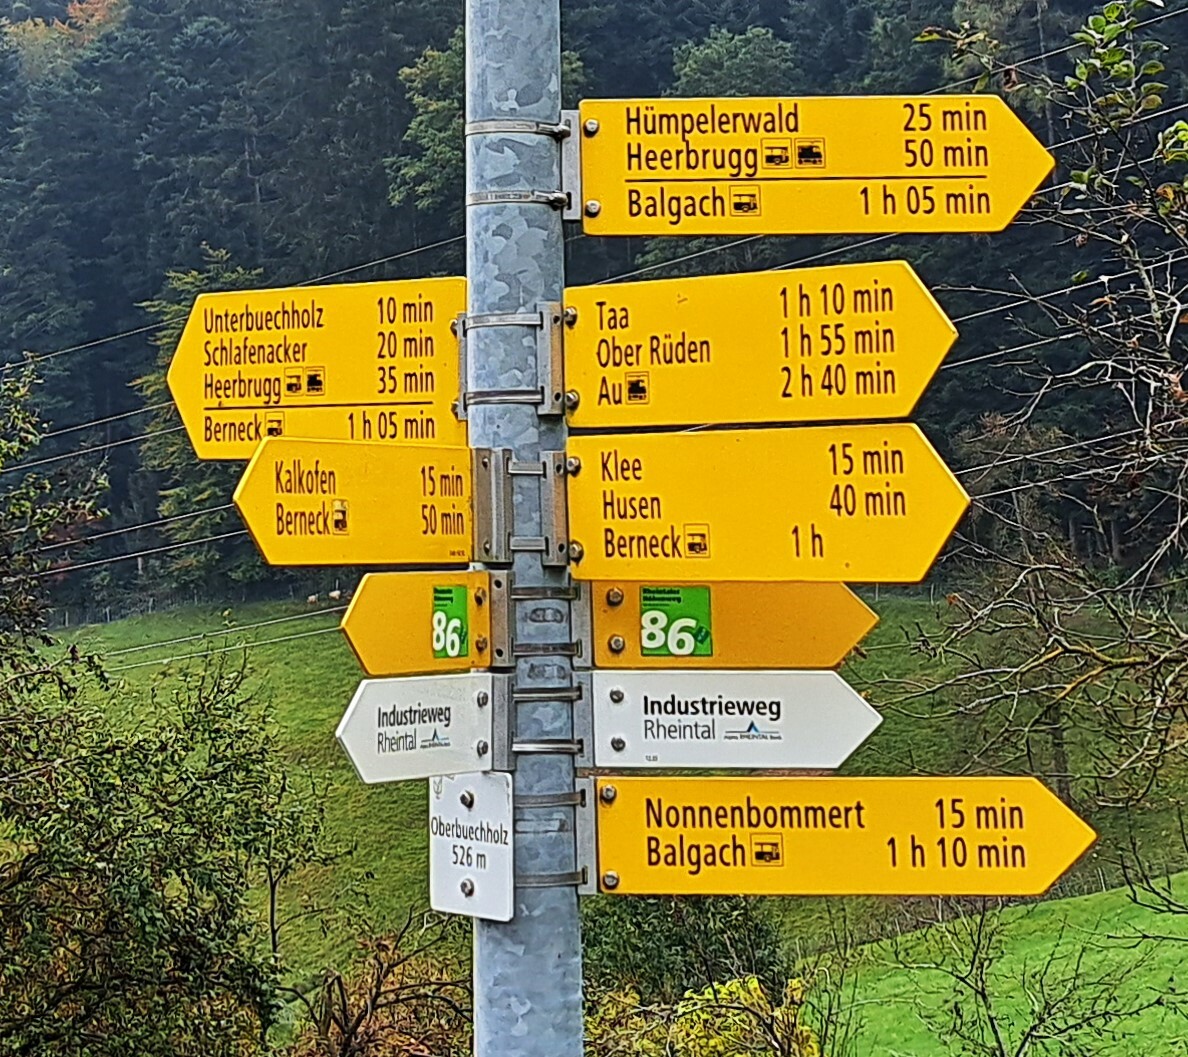 Hümpelerwald 25 min
Heerbrugg 50 min
Balgach 1 h 05 min
Unterbuechholz 10 min
Schlafenacker 20 min
Heerbrugg 35 min
Berneck 1 h 05 min
Taa 1 h 10 min
Ober Rüden 1 h 55 min
Au 2 h 40 min
Kalkofen 15 min
Berneck 50 min
Klee 15 min
Husen 40 min
Berneck 1 h
86
Rheintaler
Höhenweg
86
Industrieweg
Rheintal
Industrieweg
Rheintal
Oberbuechholz
526 m
Nonnenbommert 15 min
Balgach 1 h 10 min